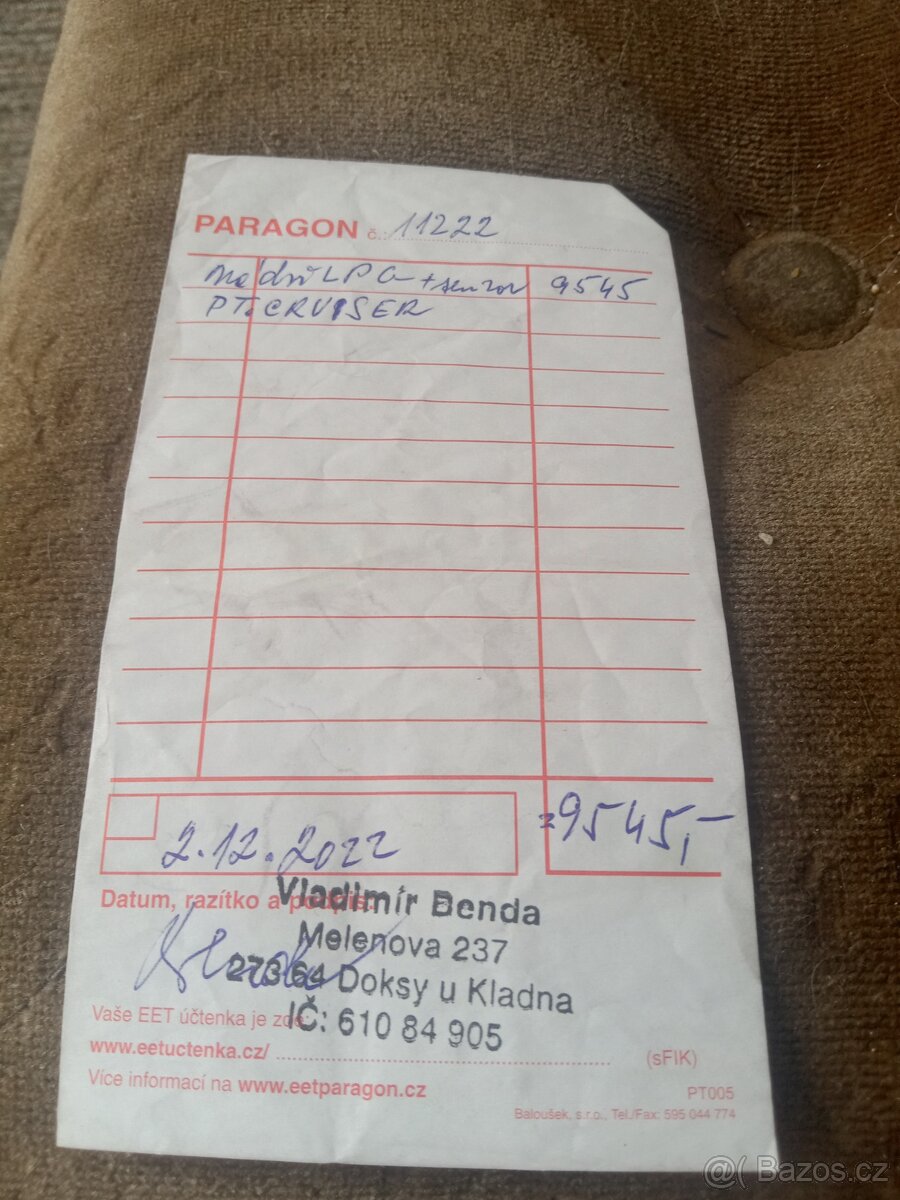 PARAGON č.: 11222
nádrž LPG + senzor 9545
PT. CRUISER
=9545,-
2.12.2022
Datum, razítko a podpis:
Vladimír Benda
Melenova 237
273 64 Doksy u Kladna
IČ: 610 84 905
Vaše EET účtenka je zde:
www.eetuctenka.cz/ (sFIK)
Více informací na www.eetparagon.cz
PT005
Baloušek, s.r.o., Tel./Fax: 595 044 774
@( Bazos.cz